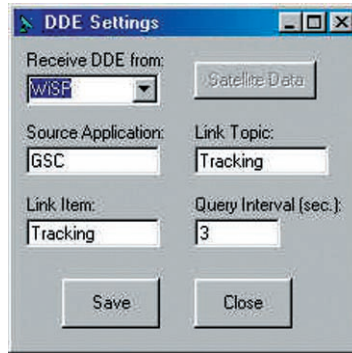 DDE Settings
Receive DDE from:
WiSP
Satellite Data
Source Application:
GSC
Link Topic:
Tracking
Link Item:
Tracking
Query Interval (sec.):
3
Save
Close